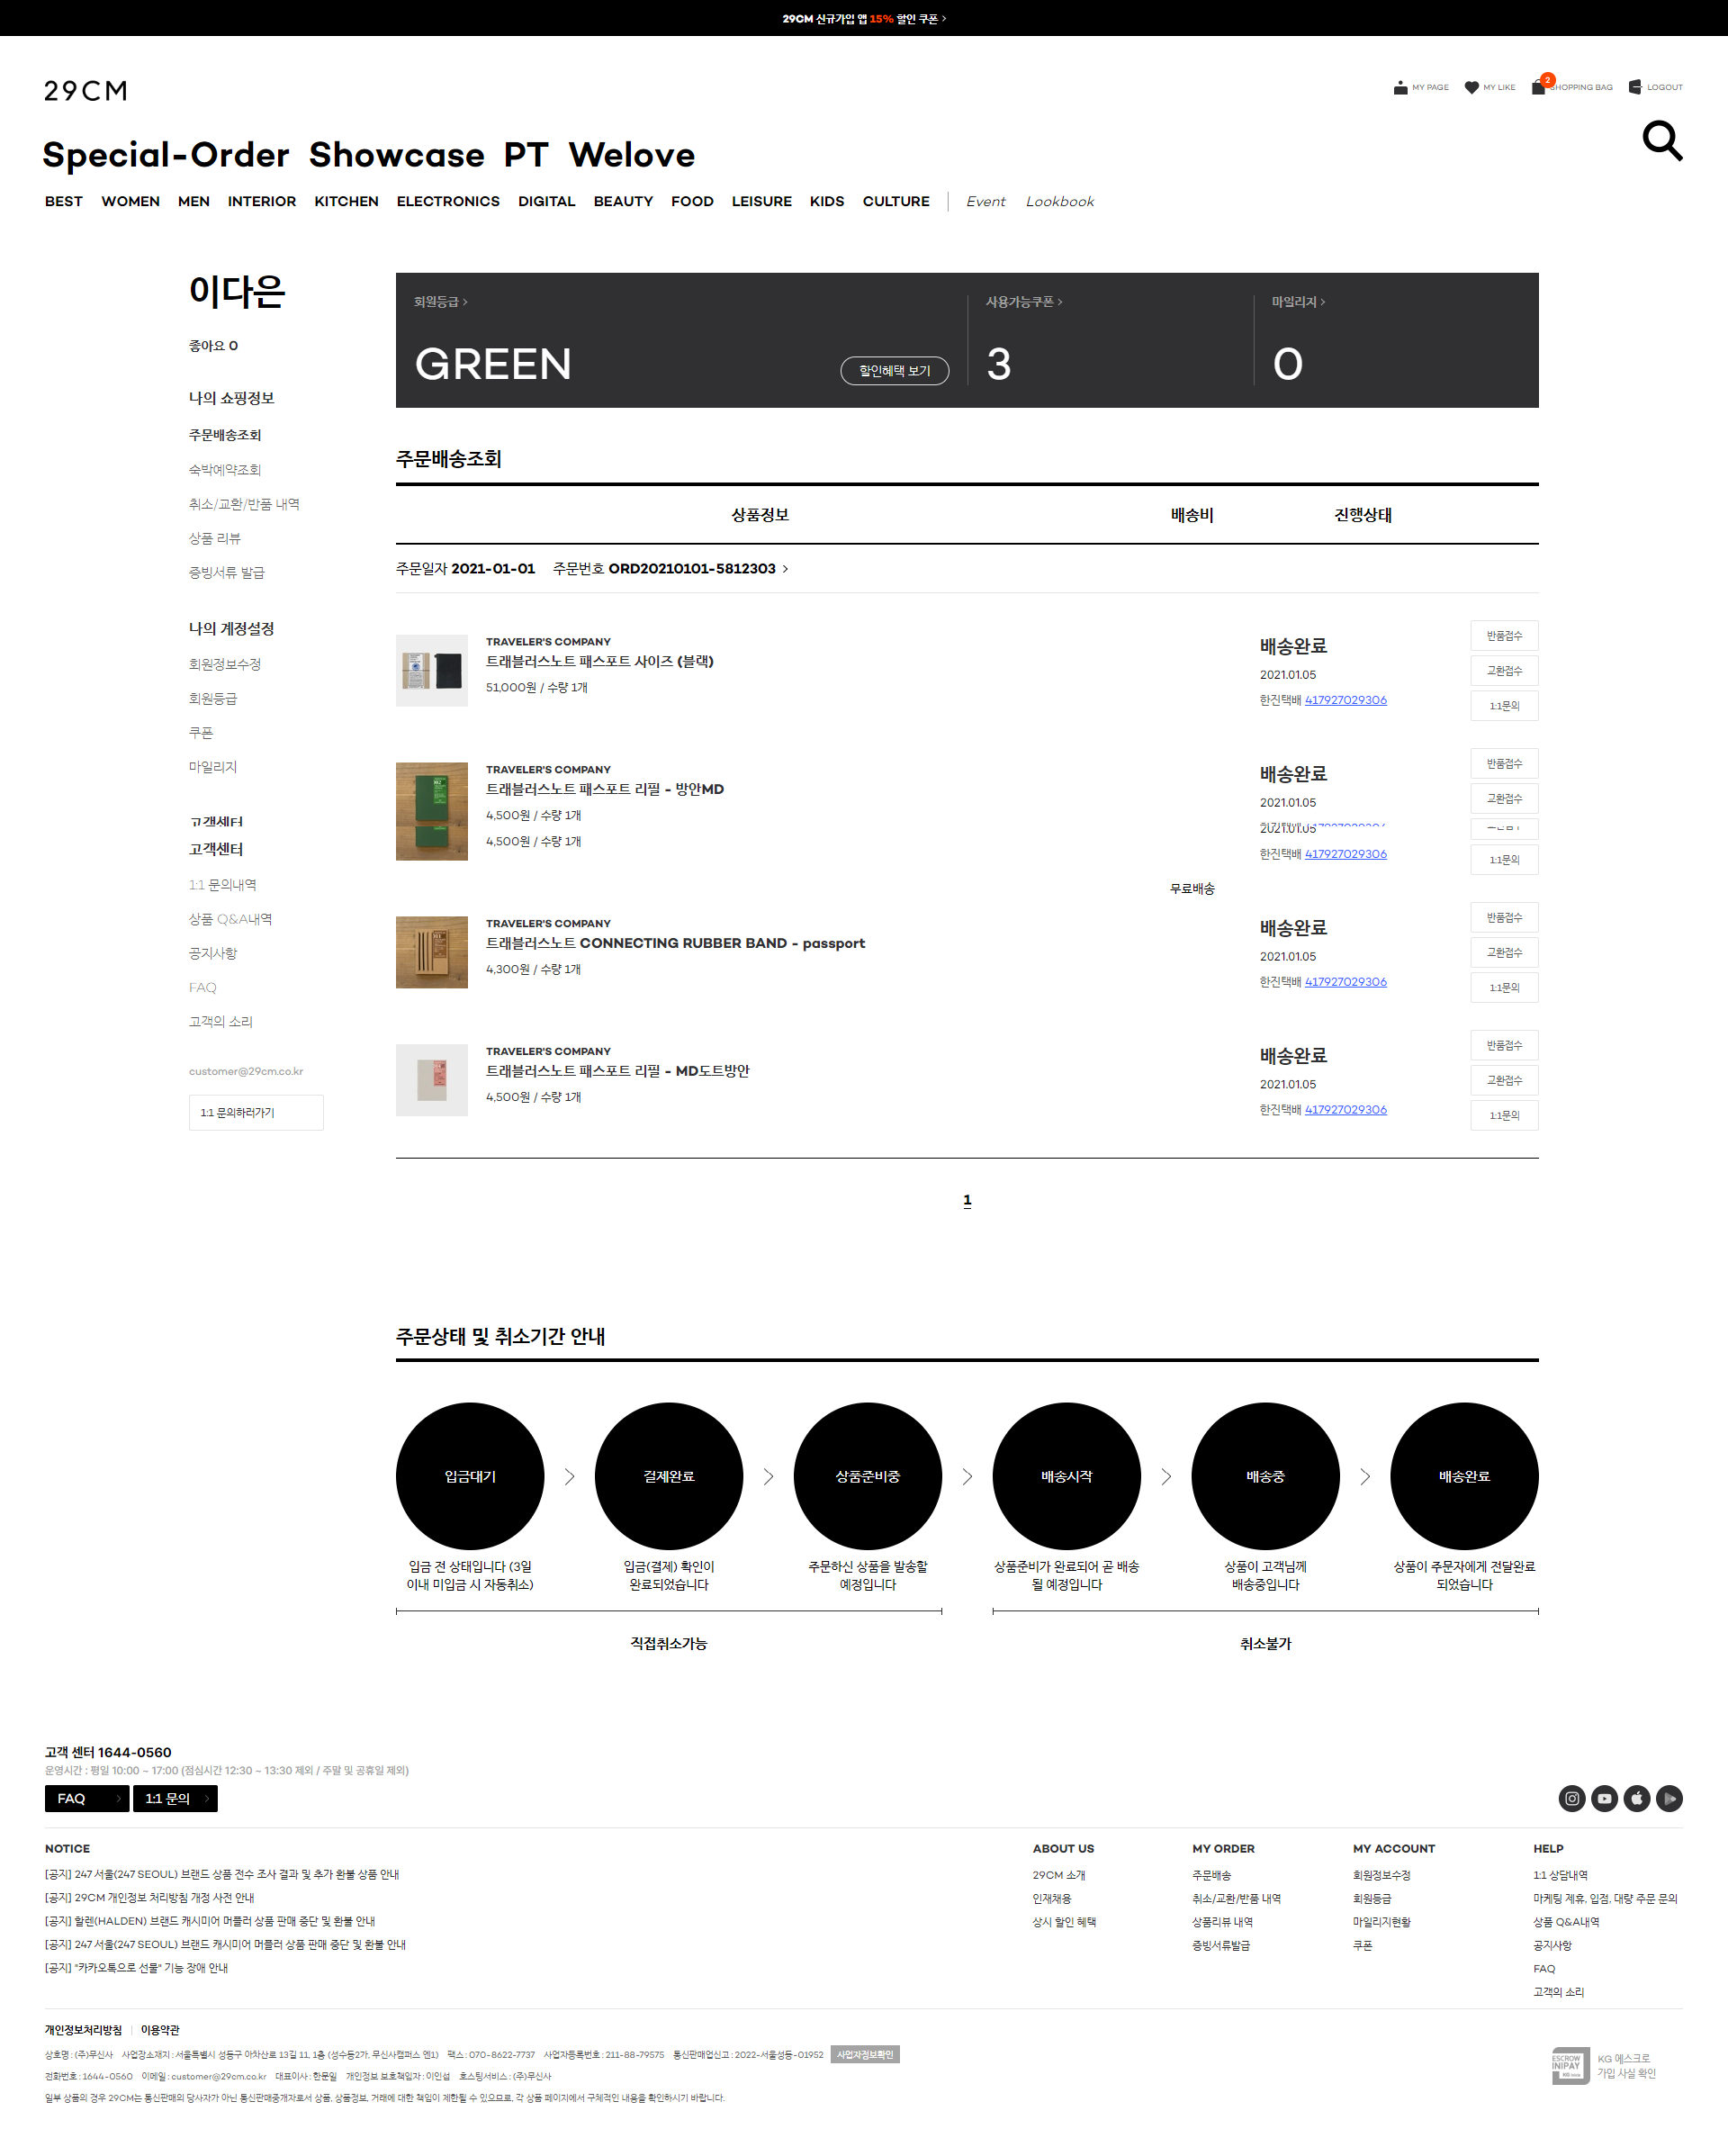 29CM 신규가입 앱 15% 할인 쿠폰 >
29CM
MY PAGE MY LIKE 2 SHOPPING BAG LOGOUT
Special-Order Showcase PT Welove
BEST WOMEN MEN INTERIOR KITCHEN ELECTRONICS DIGITAL BEAUTY FOOD LEISURE KIDS CULTURE Event Lookbook
이다은
좋아요 0
나의 쇼핑정보
주문배송조회
숙박예약조회
취소/교환/반품 내역
상품 리뷰
증빙서류 발급
나의 계정설정
회원정보수정
회원등급
쿠폰
마일리지
고객센터
고객센터
1:1 문의내역
상품 Q&A내역
공지사항
FAQ
고객의 소리
customer@29cm.co.kr
1:1 문의하러가기
회원등급 >
GREEN
할인혜택 보기
사용가능쿠폰 >
3
마일리지 >
0
주문배송조회
상품정보 배송비 진행상태
주문일자 2021-01-01 주문번호 ORD20210101-5812303 >
TRAVELER'S COMPANY
트래블러스노트 패스포트 사이즈 (블랙)
51,000원 / 수량 1개
배송완료
2021.01.05
한진택배 417927029306
반품접수
교환접수
1:1문의
TRAVELER'S COMPANY
트래블러스노트 패스포트 리필 - 방안MD
4,500원 / 수량 1개
4,500원 / 수량 1개
배송완료
2021.01.05
2021.01.05
한진택배 417927029306
반품접수
교환접수
1:1문의
무료배송
TRAVELER'S COMPANY
트래블러스노트 CONNECTING RUBBER BAND - passport
4,300원 / 수량 1개
배송완료
2021.01.05
한진택배 417927029306
반품접수
교환접수
1:1문의
TRAVELER'S COMPANY
트래블러스노트 패스포트 리필 - MD도트방안
4,500원 / 수량 1개
배송완료
2021.01.05
한진택배 417927029306
반품접수
교환접수
1:1문의
1
주문상태 및 취소기간 안내
입금대기 > 결제완료 > 상품준비중 > 배송시작 > 배송중 > 배송완료
입금 전 상태입니다 (3일
이내 미입금 시 자동취소)
입금(결제) 확인이
완료되었습니다
주문하신 상품을 발송할
예정입니다
상품준비가 완료되어 곧 배송
될 예정입니다
상품이 고객님께
배송중입니다
상품이 주문자에게 전달완료
되었습니다
직접취소가능 취소불가
고객 센터 1644-0560
운영시간 : 평일 10:00 ~ 17:00 (점심시간 12:30 ~ 13:30 제외 / 주말 및 공휴일 제외)
FAQ > 1:1 문의 >
NOTICE
[공지] 247 서울(247 SEOUL) 브랜드 상품 전수 조사 결과 및 추가 환불 상품 안내
[공지] 29CM 개인정보 처리방침 개정 사전 안내
[공지] 할렌(HALDEN) 브랜드 캐시미어 머플러 상품 판매 중단 및 환불 안내
[공지] 247 서울(247 SEOUL) 브랜드 캐시미어 머플러 상품 판매 중단 및 환불 안내
[공지] "카카오톡으로 선물" 기능 장애 안내
ABOUT US
29CM 소개
인재채용
상시 할인 혜택
MY ORDER
주문배송
취소/교환/반품 내역
상품리뷰 내역
증빙서류발급
MY ACCOUNT
회원정보수정
회원등급
마일리지현황
쿠폰
HELP
1:1 상담내역
마케팅 제휴, 입점, 대량 주문 문의
상품 Q&A내역
공지사항
FAQ
고객의 소리
개인정보처리방침 | 이용약관
상호명 : (주)무신사 사업장소재지 : 서울특별시 성동구 아차산로 13길 11, 1층 (성수동2가, 무신사캠퍼스 엔1) 팩스 : 070-8622-7737 사업자등록번호 : 211-88-79575 통신판매업신고 : 2022-서울성동-01952 사업자정보확인
전화번호 : 1644-0560 이메일 : customer@29cm.co.kr 대표이사 : 한문일 개인정보 보호책임자 : 이인섭 호스팅서비스 : (주)무신사
일부 상품의 경우 29CM는 통신판매의 당사자가 아닌 통신판매중개자로서 상품, 상품정보, 거래에 대한 책임이 제한될 수 있으므로, 각 상품 페이지에서 구체적인 내용을 확인하시기 바랍니다.
ESCROW
INIPAY
KG 에스크로
가입 사실 확인